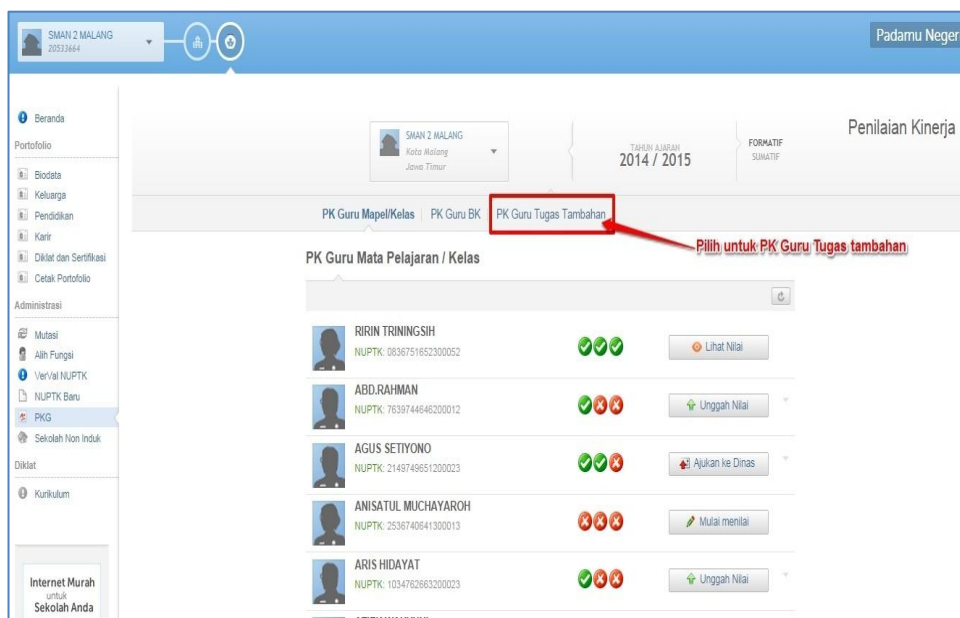 SMAN 2 MALANG
20533664
Padamu Neger
Beranda
Portofolio
Biodata
Keluarga
Pendidikan
Karir
Diklat dan Sertifikasi
Cetak Portofolio
Administrasi
Mutasi
Alih Fungsi
VerVal NUPTK
NUPTK Baru
PKG
Sekolah Non Induk
Diklat
Kurikulum
Internet Murah
untuk
Sekolah Anda
SMAN 2 MALANG
Kota Malang
Jawa Timur
TAHUN AJARAN
2014 / 2015
FORMATIF
SUMATIF
Penilaian Kinerja
PK Guru Mapel/Kelas PK Guru BK PK Guru Tugas Tambahan
Pilih untuk PK Guru Tugas tambahan
PK Guru Mata Pelajaran / Kelas
RIRIN TRININGSIH
NUPTK: 0836751652300052
Lihat Nilai
ABD.RAHMAN
NUPTK: 7639744646200012
Unggah Nilai
AGUS SETIYONO
NUPTK: 2149749651200023
Ajukan ke Dinas
ANISATUL MUCHAYAROH
NUPTK: 2536740641300013
Mulai menilai
ARIS HIDAYAT
NUPTK: 1034762663200023
Unggah Nilai